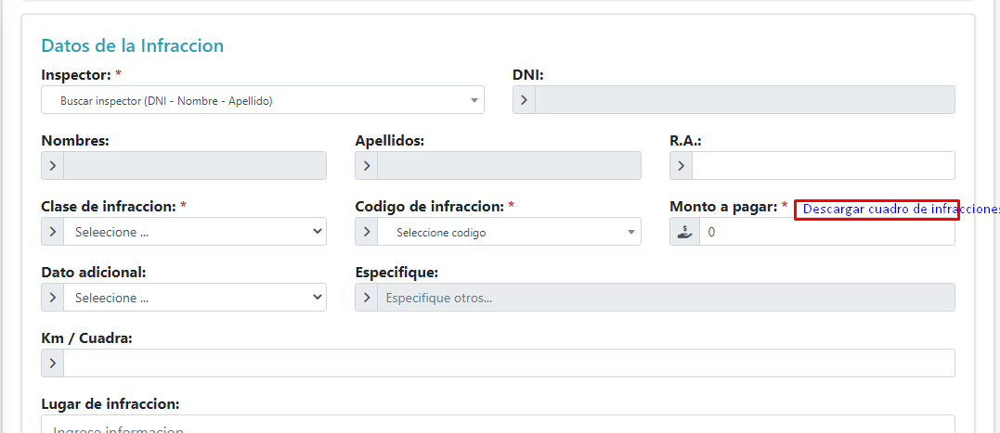 Datos de la Infraccion
Inspector: * DNI:
Buscar inspector (DNI - Nombre - Apellido)
Nombres: Apellidos: R.A.:
Clase de infraccion: * Codigo de infraccion: * Monto a pagar: * Descargar cuadro de infracciones
Seleecione ... Seleccione codigo 0
Dato adicional: Especifique:
Seleecione ... Especifique otros...
Km / Cuadra:
Lugar de infraccion:
Ingrese informacion